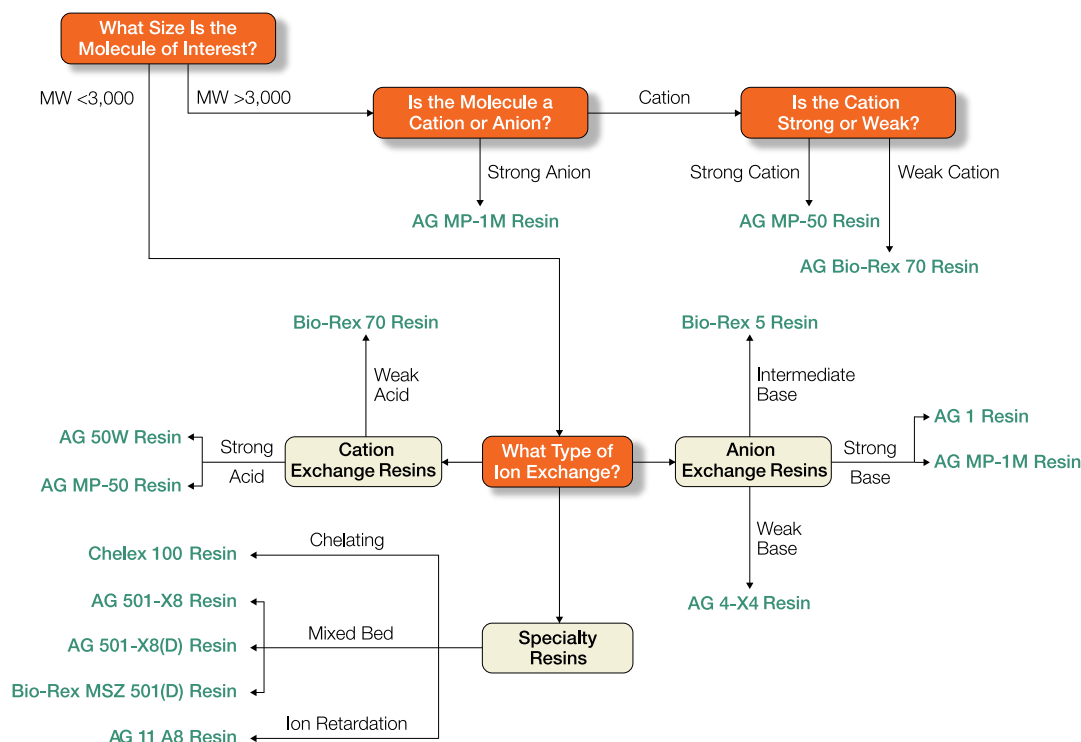 What Size Is the
Molecule of Interest?
MW <3,000
MW >3,000
Is the Molecule a
Cation or Anion?
Cation
Is the Cation
Strong or Weak?
Strong Anion
Strong Cation
Weak Cation
AG MP-1M Resin
AG MP-50 Resin
AG Bio-Rex 70 Resin
Bio-Rex 70 Resin
Bio-Rex 5 Resin
Weak
Acid
Intermediate
Base
AG 50W Resin
AG MP-50 Resin
Strong
Acid
Cation
Exchange Resins
What Type of
Ion Exchange?
Anion
Exchange Resins
Strong
Base
AG 1 Resin
AG MP-1M Resin
Weak
Base
AG 4-X4 Resin
Chelex 100 Resin
Chelating
AG 501-X8 Resin
AG 501-X8(D) Resin
Mixed Bed
Specialty
Resins
Bio-Rex MSZ 501(D) Resin
AG 11 A8 Resin
Ion Retardation